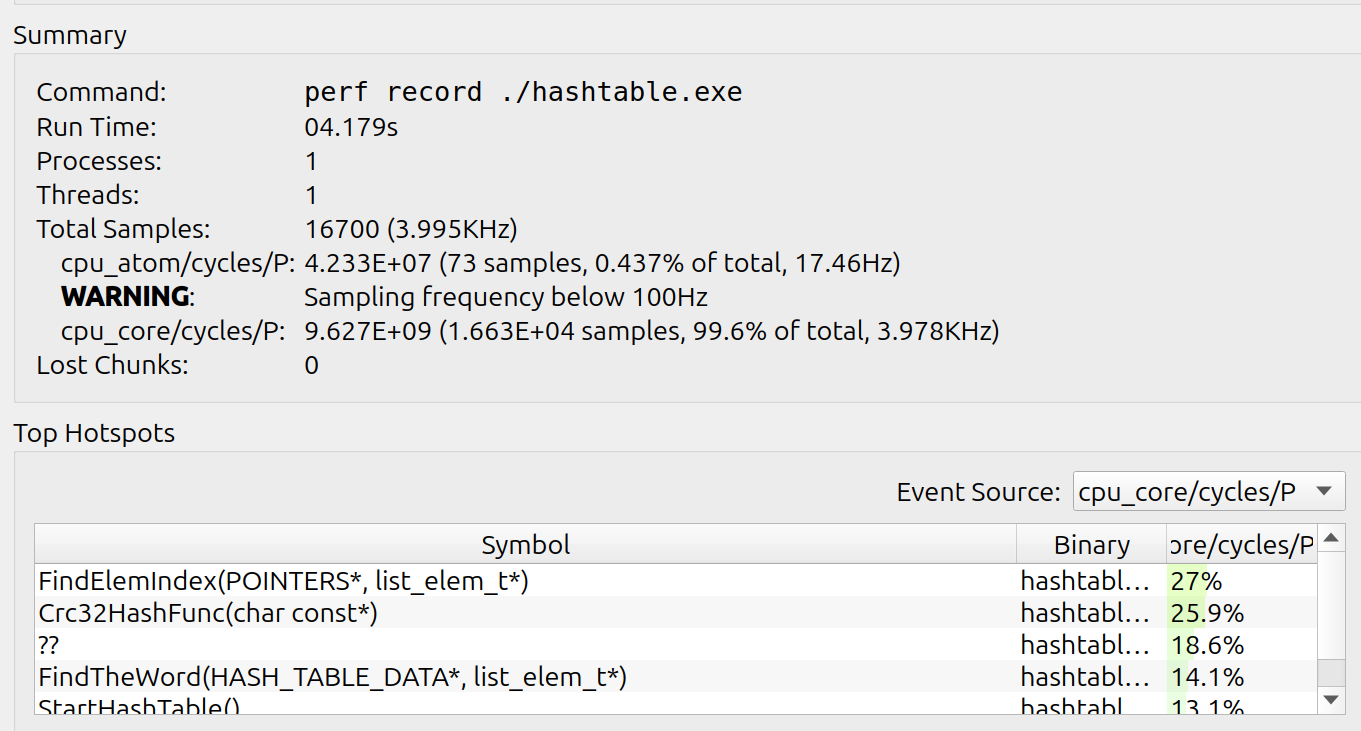 Summary
Command: perf record ./hashtable.exe
Run Time: 04.179s
Processes: 1
Threads: 1
Total Samples: 16700 (3.995KHz)
cpu_atom/cycles/P: 4.233E+07 (73 samples, 0.437% of total, 17.46Hz)
WARNING: Sampling frequency below 100Hz
cpu_core/cycles/P: 9.627E+09 (1.663E+04 samples, 99.6% of total, 3.978KHz)
Lost Chunks: 0
Top Hotspots
Event Source: cpu_core/cycles/P
Symbol Binary ore/cycles/P
FindElemIndex(POINTERS*, list_elem_t*) hashtabl... 27%
Crc32HashFunc(char const*) hashtabl... 25.9%
?? hashtabl... 18.6%
FindTheWord(HASH_TABLE_DATA*, list_elem_t*) hashtabl... 14.1%
StartHashTable() hashtabl... 13.1%